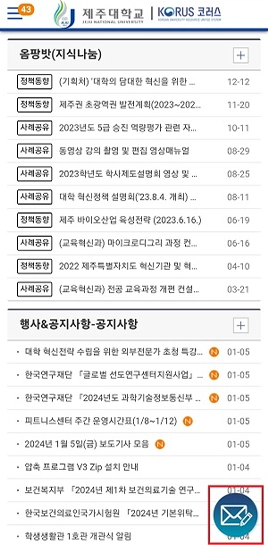 43
제주대학교
JEJU NATIONAL UNIVERSITY
KORUS 코러스
옴팡밧(지식나눔)
정책동향 (기획처) '대학의 담대한 혁신을 위한 ... 12-12
정책동향 제주권 초광역권 발전계획(2023~202... 11-20
사례공유 2023년도 5급 승진 역량평가 관련 자... 10-11
사례공유 동영상 강의 촬영 및 편집 영상매뉴얼 08-29
사례공유 2023학년도 학사제도설명회 영상 및 ... 08-25
사례공유 대학 혁신정책 설명회('23.8.4. 개최) ... 08-11
정책동향 제주 바이오산업 육성전략 (2023.6.16.) 06-19
사례공유 (교육혁신과) 마이크로디그리 과정 컨... 06-16
정책동향 2022 제주특별자치도 혁신기관 및 혁... 04-10
사례공유 (교육혁신과) 전공 교육과정 개편 컨설... 03-21
행사&공지사항-공지사항
대학 혁신전략 수립을 위한 외부전문가 초청 특강... N 01-05
한국연구재단 「글로벌 선도연구센터지원사업」... N 01-05
한국연구재단 「2024년도 과학기술정보통신부 ... N 01-05
피트니스센터 주간 운영시간표(1/8~1/12) N 01-05
2024년 1월 5일(금) 보도기사 모음 N 01-05
압축 프로그램 V3 Zip 설치 안내 01-04
보건복지부 「2024년 제1차 보건의료기술 연구... 01-04
한국보건의료인국가시험원 「2024년 기본위탁...
학생생활관 1호관 개관식 알림